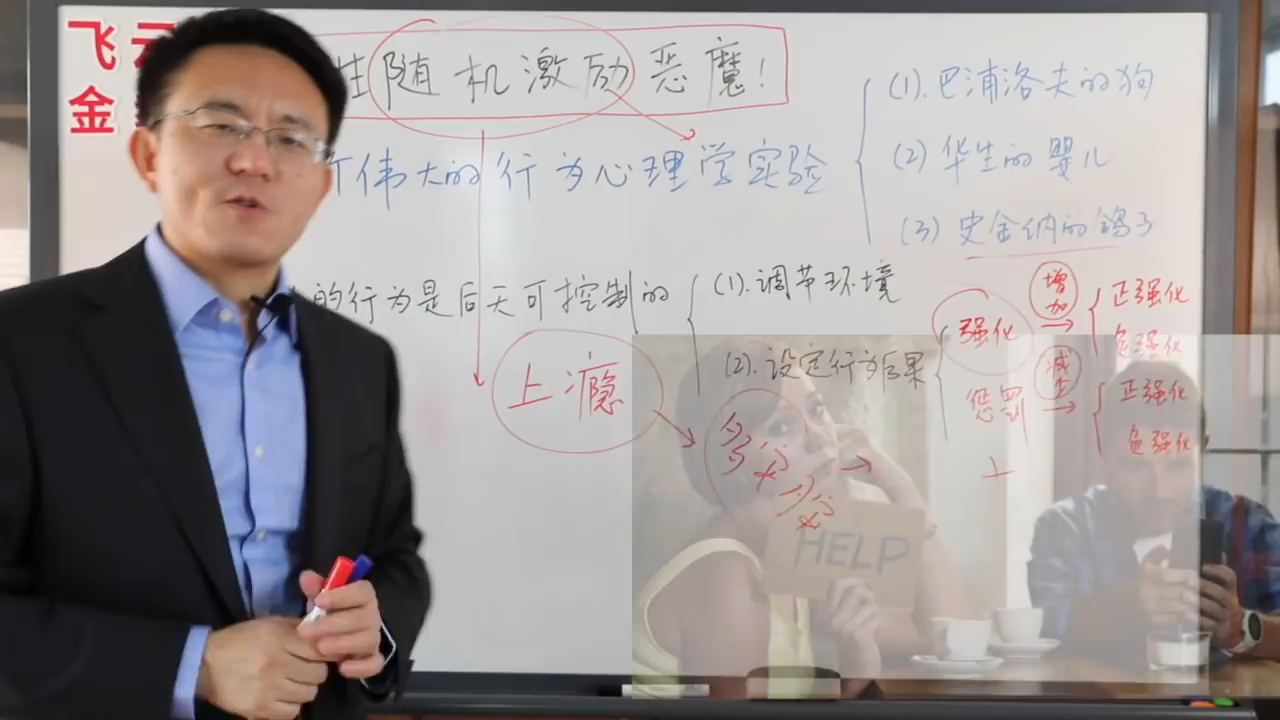 飞云
金
生随机激励恶魔!
个伟大的行为心理学实验
(1).巴浦洛夫的狗
(2) 华生的婴儿
(3) 史金纳的鸽子
的行为是后天可控制的
(1).调节环境
(2).设定行为后果
强化
增加
正强化
负强化
惩罚
减少
正强化
负强化
上瘾
多
HELP